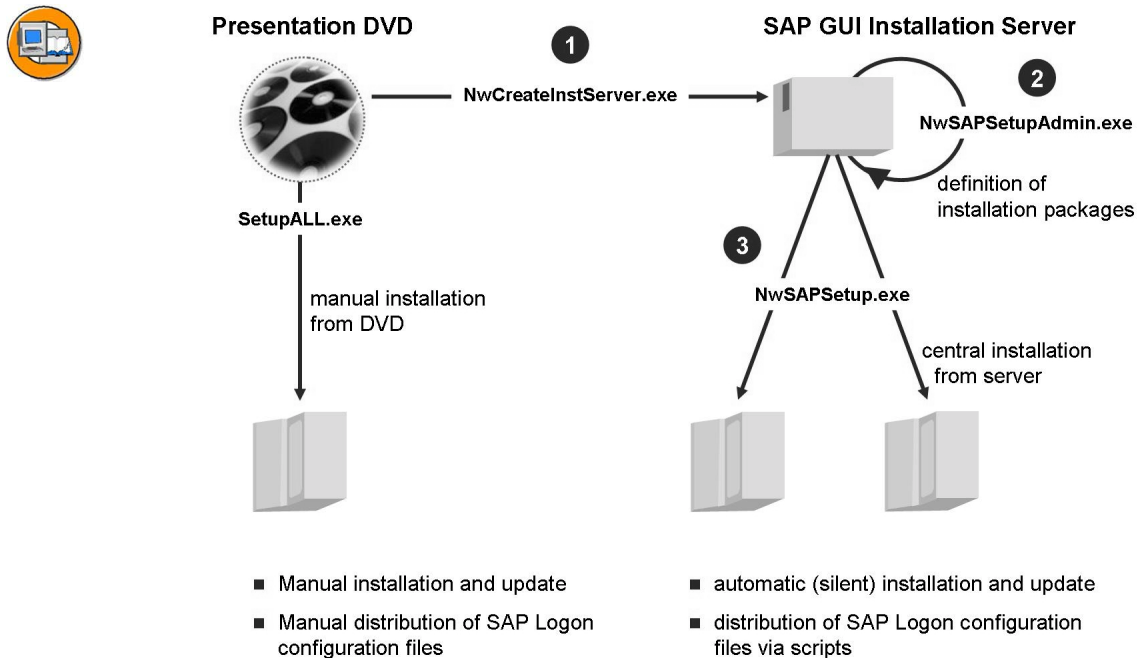 Presentation DVD
SAP GUI Installation Server
1
NwCreateInstServer.exe
2
NwSAPSetupAdmin.exe
definition of
installation packages
SetupALL.exe
manual installation
from DVD
3
NwSAPSetup.exe
central installation
from server
■ Manual installation and update
■ Manual distribution of SAP Logon
configuration files
■ automatic (silent) installation and update
■ distribution of SAP Logon configuration
files via scripts